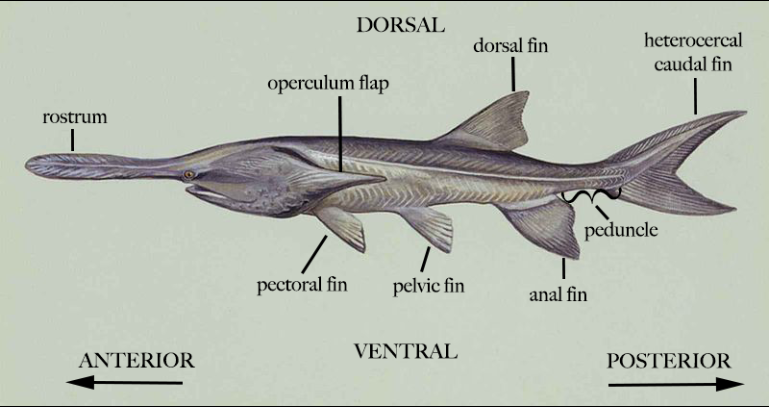 DORSAL
dorsal fin
heterocercal
caudal fin
operculum flap
rostrum
peduncle
pectoral fin
pelvic fin
anal fin
VENTRAL
ANTERIOR
POSTERIOR